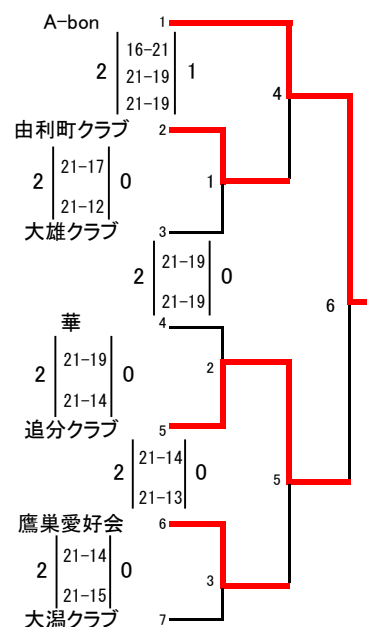 A-bon 1
16-21
2 21-19 1
21-19
4
由利町クラブ 2
21-17
2 0
21-12
1
大雄クラブ 3
21-19
2 0
21-19
6
華 4
21-19
2 0
21-14
2
追分クラブ 5
21-14
2 0
21-13
5
鷹巣愛好会 6
21-14
2 0
21-15
3
大潟クラブ 7